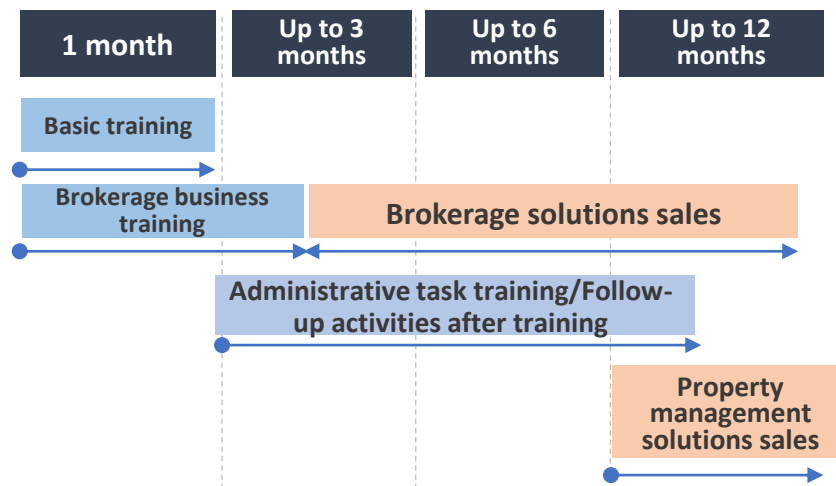 1 month
Up to 3
months
Up to 6
months
Up to 12
months
Basic training
Brokerage business
training
Brokerage solutions sales
Administrative task training/Follow-
up activities after training
Property
management
solutions sales